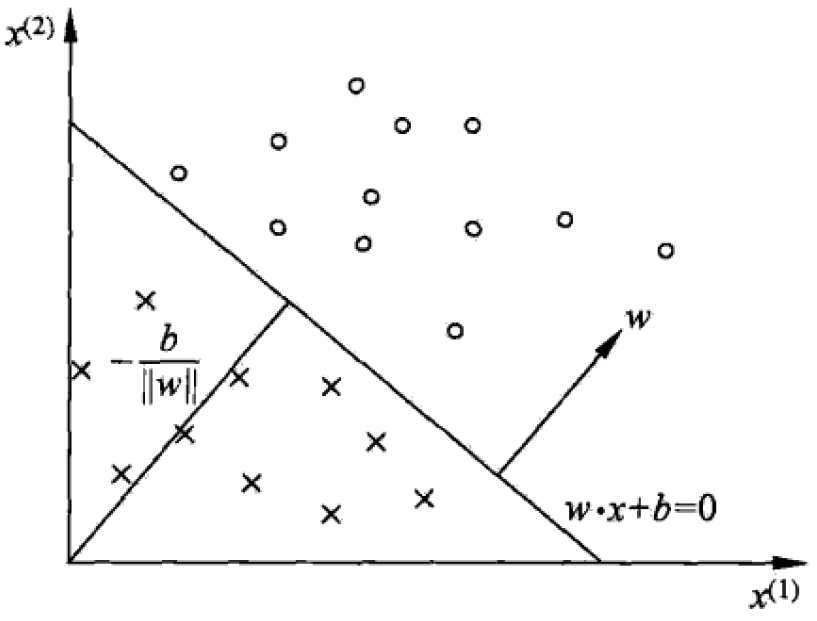 x(2)
w
-b/||w||
w·x+b=0
x(1)